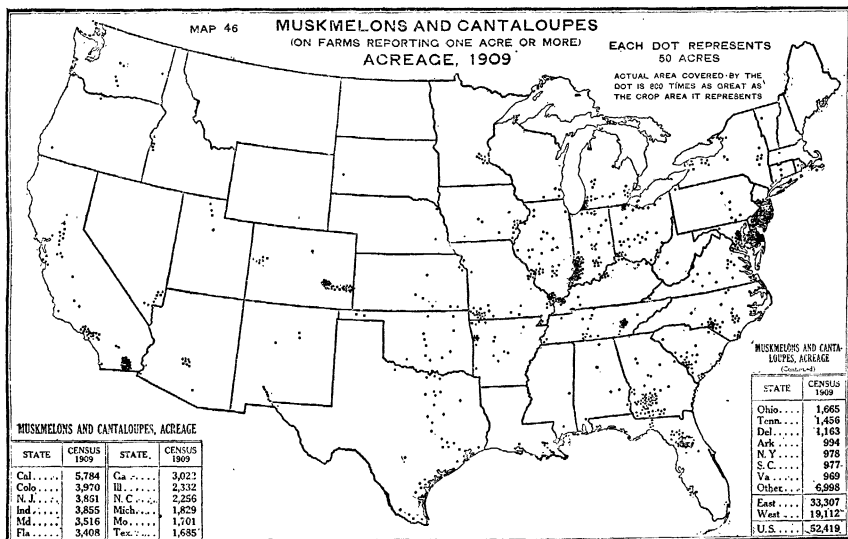 MAP 46
MUSKMELONS AND CANTALOUPES
(ON FARMS REPORTING ONE ACRE OR MORE)
ACREAGE, 1909
EACH DOT REPRESENTS
50 ACRES
ACTUAL AREA COVERED BY THE
DOT IS 800 TIMES AS GREAT AS
THE CROP AREA IT REPRESENTS
MUSKMELONS AND CANTALOUPES, ACREAGE
STATE CENSUS 1909 STATE. CENSUS 1909
Cal..... 5,784 Ga..... 3,022
Colo.... 3,970 Ill..... 2,332
N. J..... 3,861 N. C.... 2,256
Ind..... 3,855 Mich.... 1,829
Md..... 3,516 Mo..... 1,701
Fla..... 3,408 Tex..... 1,685
MUSKMELONS AND CANTA-
LOUPES, ACREAGE
(Continued)
STATE CENSUS 1909
Ohio.... 1,665
Tenn.... 1,456
Del..... 1,163
Ark.... 994
N. Y.... 978
S. C..... 977
Va..... 969
Other... 6,998
East.... 33,307
West... 19,112
U.S.... 52,419